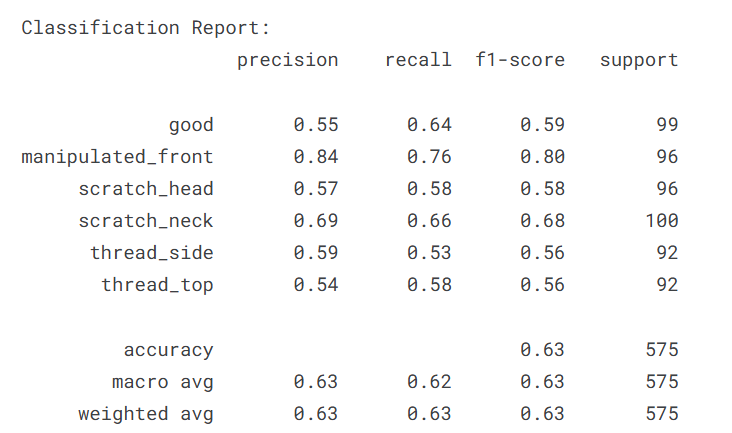 Classification Report:
precision recall f1-score support
good 0.55 0.64 0.59 99
manipulated_front 0.84 0.76 0.80 96
scratch_head 0.57 0.58 0.58 96
scratch_neck 0.69 0.66 0.68 100
thread_side 0.59 0.53 0.56 92
thread_top 0.54 0.58 0.56 92
accuracy 0.63 575
macro avg 0.63 0.62 0.63 575
weighted avg 0.63 0.63 0.63 575